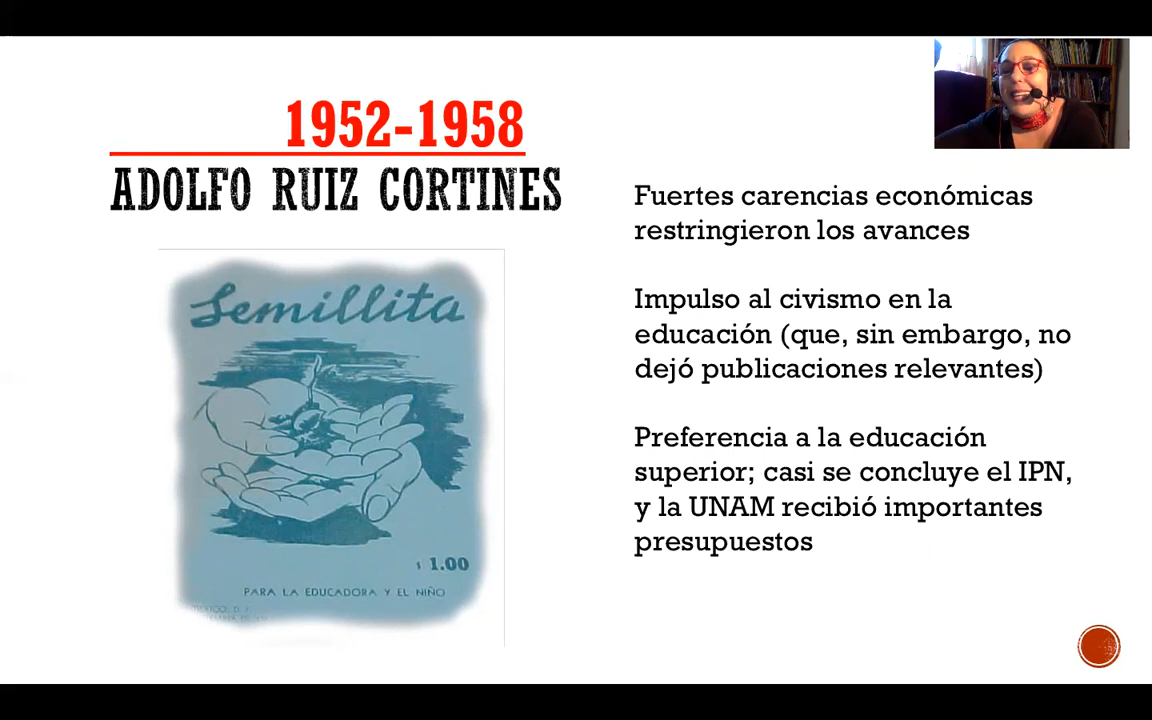 1952-1958
ADOLFO RUIZ CORTINES
Semillita
$ 1.00
PARA LA EDUCADORA Y EL NIÑO
Fuertes carencias económicas
restringieron los avances
Impulso al civismo en la
educación (que, sin embargo, no
dejó publicaciones relevantes)
Preferencia a la educación
superior; casi se concluye el IPN,
y la UNAM recibió importantes
presupuestos